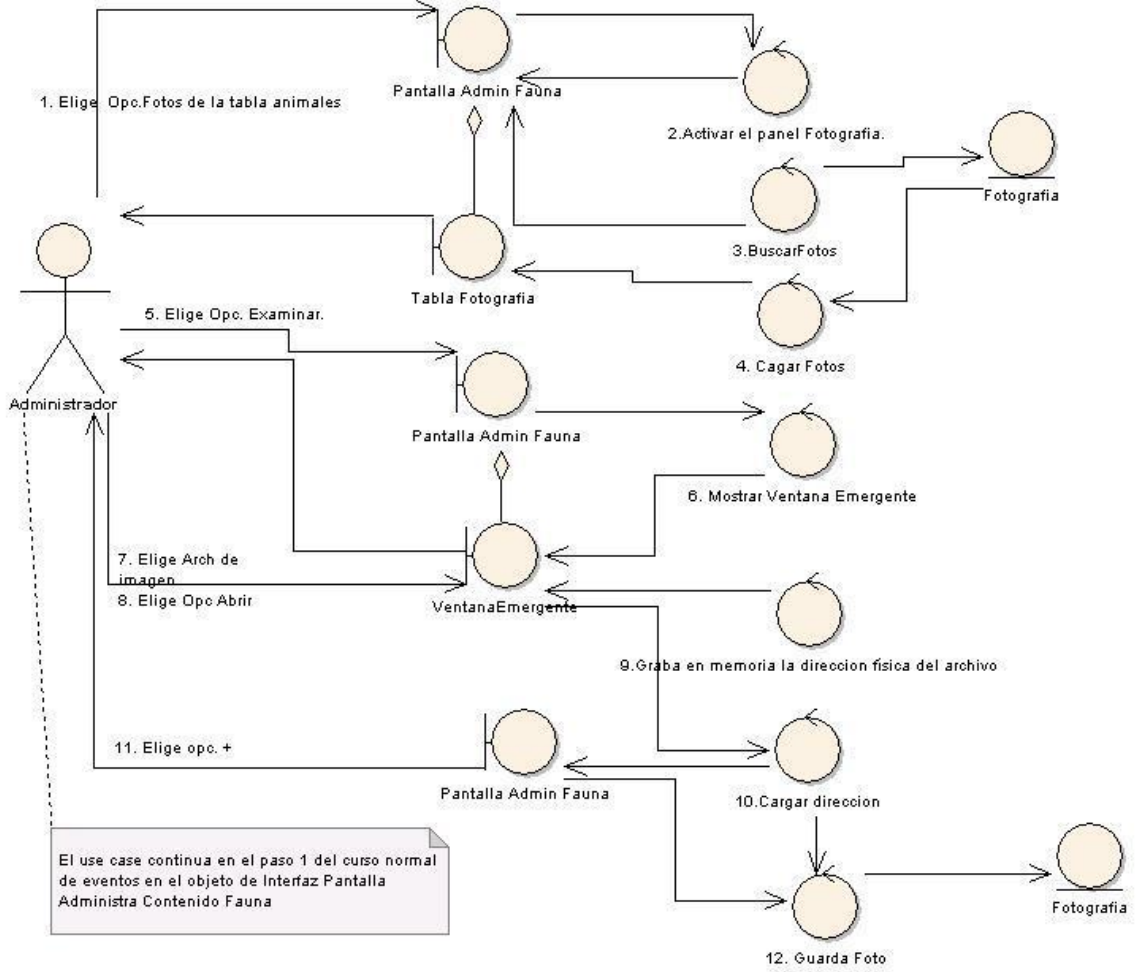 Pantalla Admin Fauna
1. Elige Opc.Fotos de la tabla animales
2.Activar el panel Fotografia.
Fotografia
3.BuscarFotos
Tabla Fotografia
5. Elige Opc. Examinar.
4. Cagar Fotos
Administrador
Pantalla Admin Fauna
6. Mostrar Ventana Emergente
7. Elige Arch de
imagen
8. Elige Opc Abrir
VentanaEmergente
9.Graba en memoria la direccion física del archivo
11. Elige opc. +
Pantalla Admin Fauna
10.Cargar direccion
El use case continua en el paso 1 del curso normal
de eventos en el objeto de Interfaz Pantalla
Administra Contenido Fauna
Fotografia
12. Guarda Foto